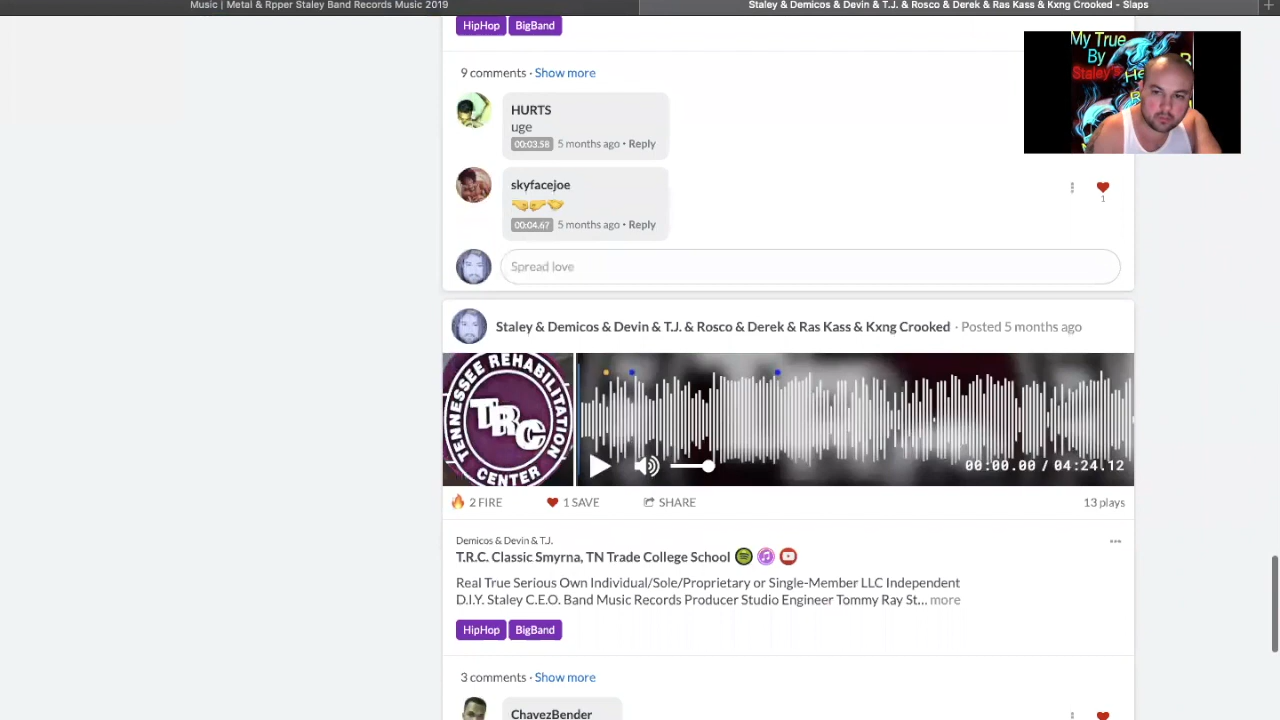 Music | Metal & Rpper Staley Band Records Music 2019
Staley & Demicos & Devin & T.J. & Rosco & Derek & Ras Kass & Kxng Crooked - Slaps
HipHop BigBand
My True
By
Staley's
9 comments · Show more
HURTS
uge
00:03.58 5 months ago • Reply
skyfacejoe
00:04.67 5 months ago • Reply
1
Spread love
Staley & Demicos & Devin & T.J. & Rosco & Derek & Ras Kass & Kxng Crooked · Posted 5 months ago
TENNESSEE REHABILITATION
TRC
CENTER
00:00.00 / 04:24.12
2 FIRE 1 SAVE SHARE 13 plays
Demicos & Devin & T.J.
T.R.C. Classic Smyrna, TN Trade College School
Real True Serious Own Individual/Sole/Proprietary or Single-Member LLC Independent
D.I.Y. Staley C.E.O. Band Music Records Producer Studio Engineer Tommy Ray St... more
HipHop BigBand
3 comments · Show more
ChavezBender